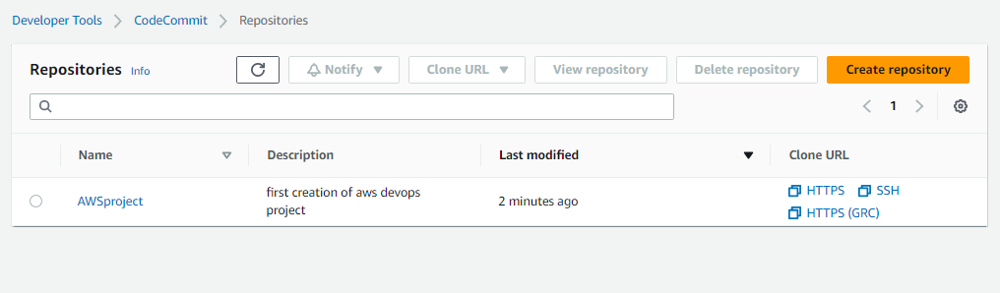 Developer Tools > CodeCommit > Repositories
Repositories Info Notify Clone URL View repository Delete repository Create repository
1
Name Description Last modified Clone URL
AWSproject first creation of aws devops project 2 minutes ago HTTPS SSH
HTTPS (GRC)